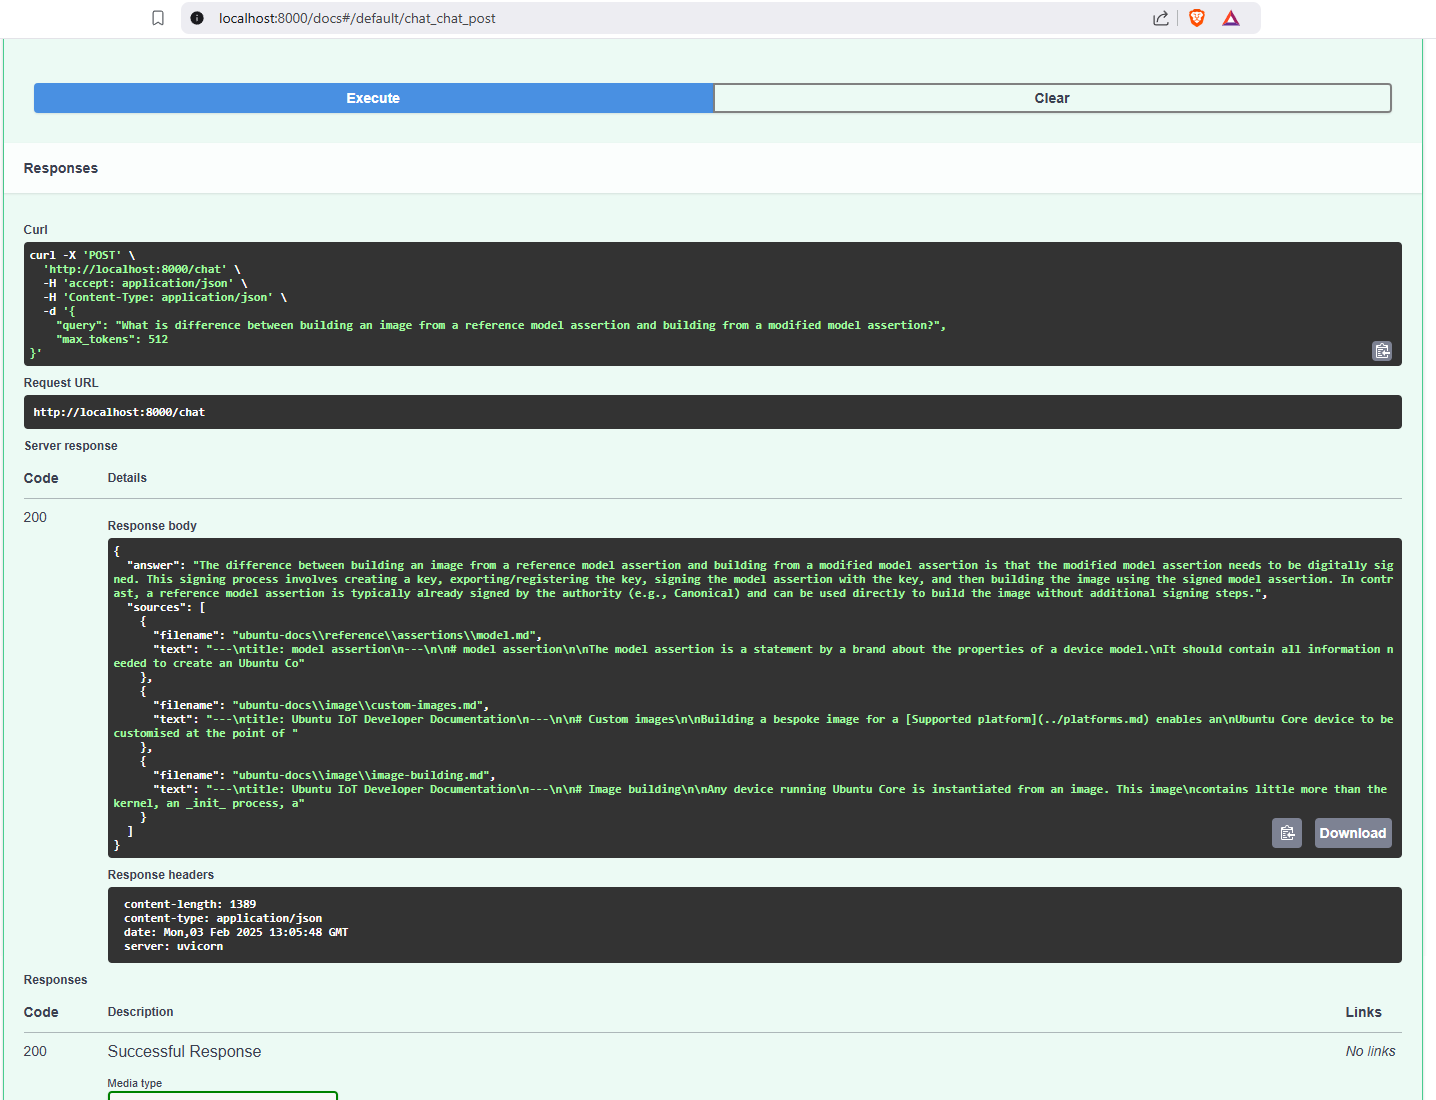 localhost:8000/docs#/default/chat_chat_post
Execute
Clear
Responses
Curl
curl -X 'POST' \
  'http://localhost:8000/chat' \
  -H 'accept: application/json' \
  -H 'Content-Type: application/json' \
  -d '{
    "query": "What is difference between building an image from a reference model assertion and building from a modified model assertion?",
    "max_tokens": 512
}'
Request URL
http://localhost:8000/chat
Server response
Code
Details
200
Response body
{
  "answer": "The difference between building an image from a reference model assertion and building from a modified model assertion is that the modified model assertion needs to be digitally sig
ned. This signing process involves creating a key, exporting/registering the key, signing the model assertion with the key, and then building the image using the signed model assertion. In contr
ast, a reference model assertion is typically already signed by the authority (e.g., Canonical) and can be used directly to build the image without additional signing steps.",
  "sources": [
    {
      "filename": "ubuntu-docs\\reference\\assertions\\model.md",
      "text": "---\ntitle: model assertion\n---\n\n# model assertion\n\nThe model assertion is a statement by a brand about the properties of a device model.\nIt should contain all information n
eeded to create an Ubuntu Co"
    },
    {
      "filename": "ubuntu-docs\\image\\custom-images.md",
      "text": "---\ntitle: Ubuntu IoT Developer Documentation\n---\n\n# Custom images\n\nBuilding a bespoke image for a [Supported platform](../platforms.md) enables an\nUbuntu Core device to be
customised at the point of "
    },
    {
      "filename": "ubuntu-docs\\image\\image-building.md",
      "text": "---\ntitle: Ubuntu IoT Developer Documentation\n---\n\n# Image building\n\nAny device running Ubuntu Core is instantiated from an image. This image\ncontains little more than the
kernel, an _init_ process, a"
    }
  ]
}
Download
Response headers
content-length: 1389
content-type: application/json
date: Mon,03 Feb 2025 13:05:48 GMT
server: uvicorn
Responses
Code
Description
Links
200
Successful Response
No links
Media type